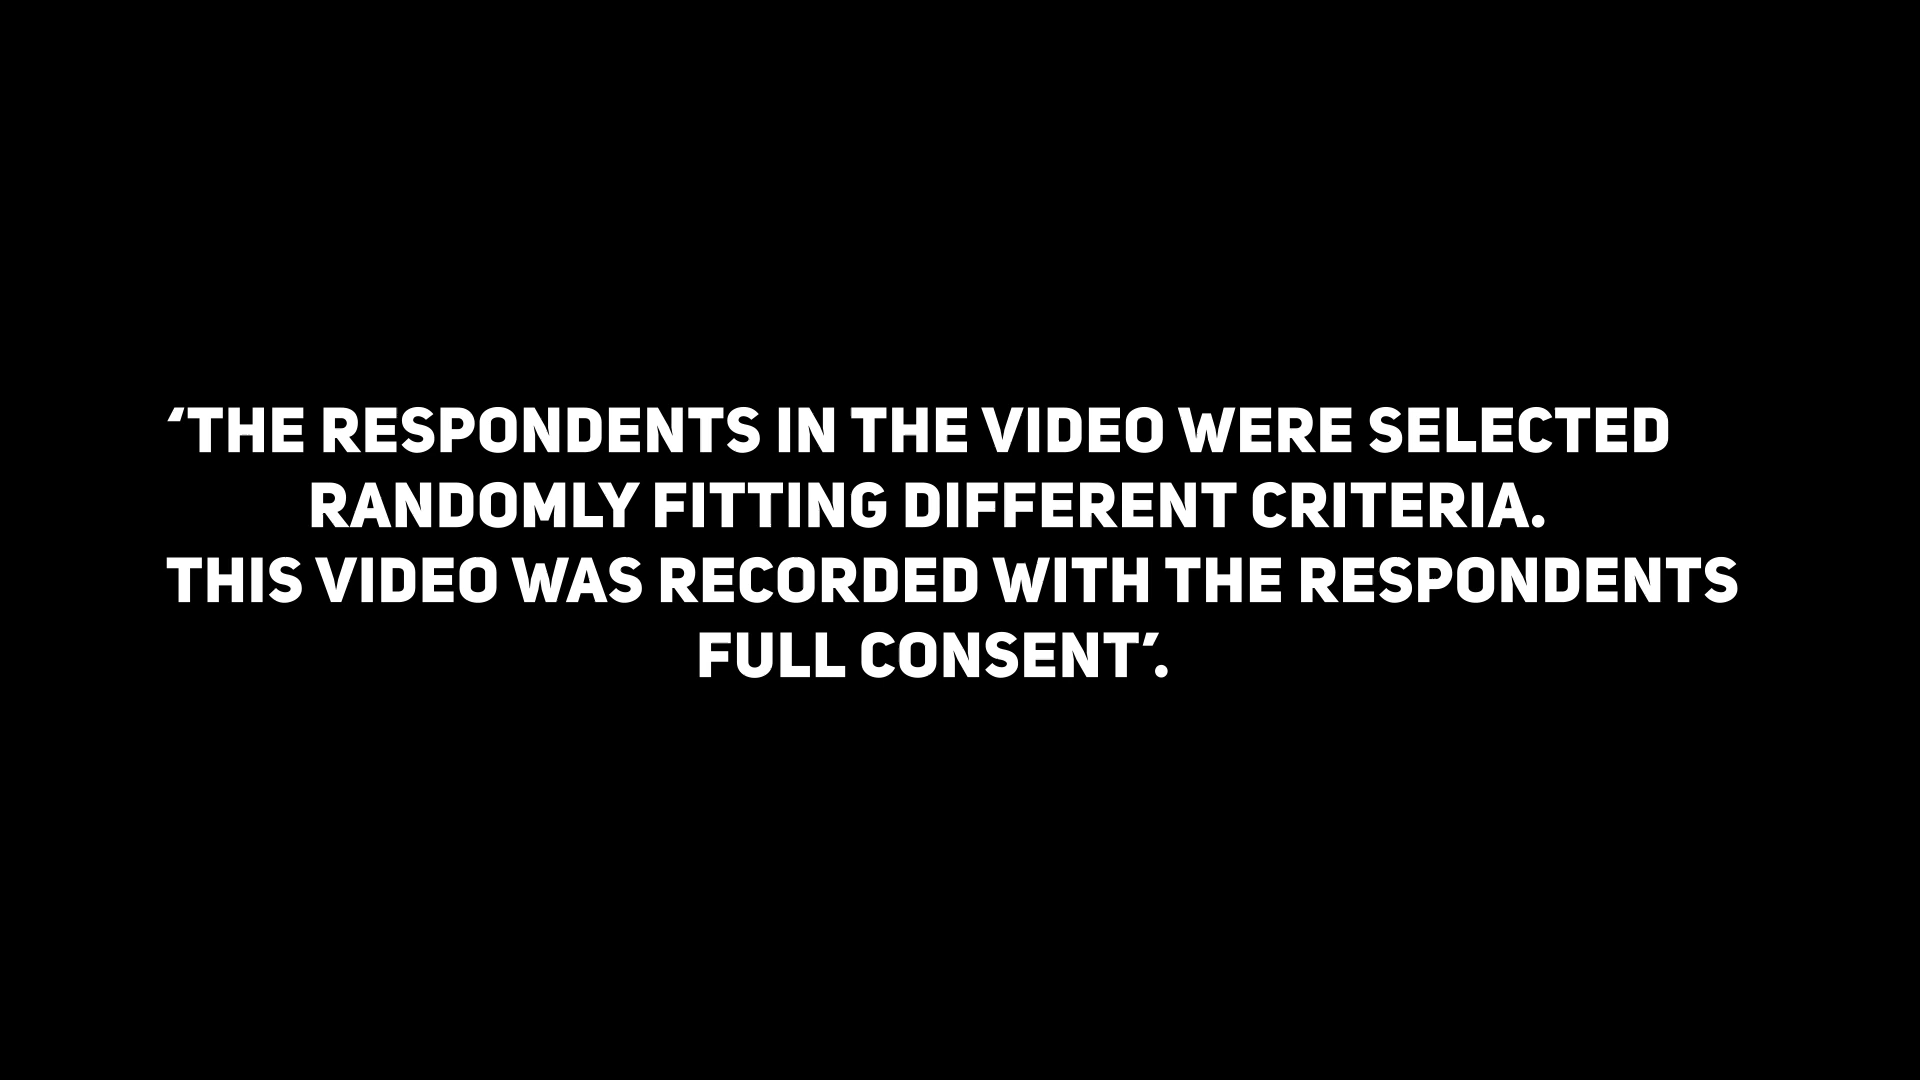 ‘THE RESPONDENTS IN THE VIDEO WERE SELECTED
RANDOMLY FITTING DIFFERENT CRITERIA.
THIS VIDEO WAS RECORDED WITH THE RESPONDENTS
FULL CONSENT’.